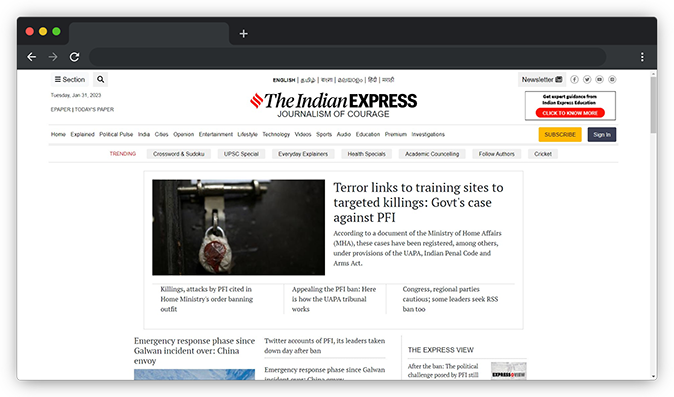 Section
Newsletter
ENGLISH | தமிழ் | বাংলা | മലയാളം | हिंदी | मराठी
Tuesday, Jan 31, 2023
The Indian EXPRESS
JOURNALISM OF COURAGE
EPAPER | TODAY'S PAPER
Get expert guidance from
Indian Express Education
CLICK TO KNOW MORE
Home Explained Political Pulse India Cities Opinion Entertainment Lifestyle Technology Videos Sports Audio Education Premium Investigations
SUBSCRIBE
Sign In
TRENDING Crossword & Sudoku UPSC Special Everyday Explainers Health Specials Academic Counselling Follow Authors Cricket
Terror links to training sites to
targeted killings: Govt's case
against PFI
According to a document of the Ministry of Home Affairs
(MHA), these cases have been registered, among others,
under provisions of the UAPA, Indian Penal Code and
Arms Act.
Killings, attacks by PFI cited in
Home Ministry's order banning
outfit
Appealing the PFI ban: Here
is how the UAPA tribunal
works
Congress, regional parties
cautious; some leaders seek RSS
ban too
Emergency response phase since
Galwan incident over: China
envoy
Twitter accounts of PFI, its leaders taken
down day after ban
Emergency response phase since Galwan
incident over: China envoy
THE EXPRESS VIEW
After the ban: The political
challenge posed by PFI still
EXPRESS VIEW